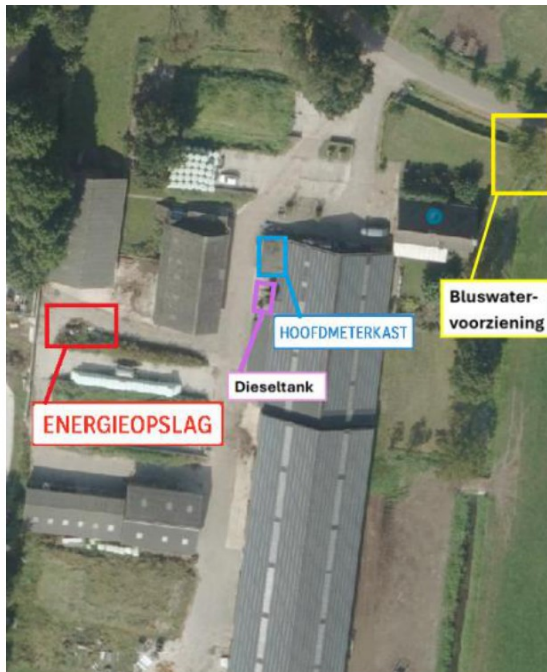 Bluswater-
voorziening
HOOFDMETERKAST
Dieseltank
ENERGIEOPSLAG